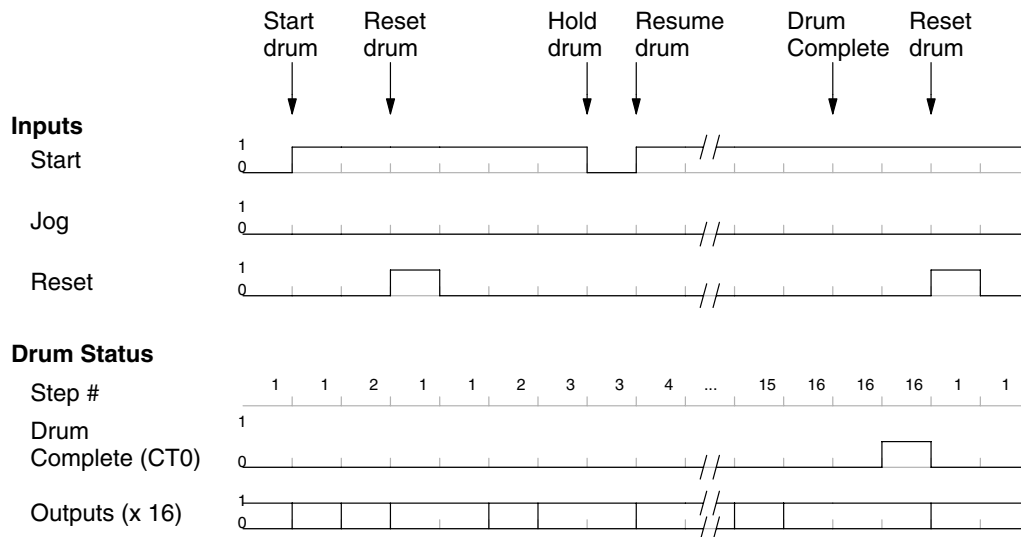 Start Reset Hold Resume Drum Reset
drum drum drum drum Complete drum
Inputs
1
Start
0
1
Jog
0
1
Reset
0
Drum Status
Step # 1 1 2 1 1 2 3 3 4 ... 15 16 16 16 1 1
1
Drum
Complete (CT0)
0
1
Outputs (x 16)
0